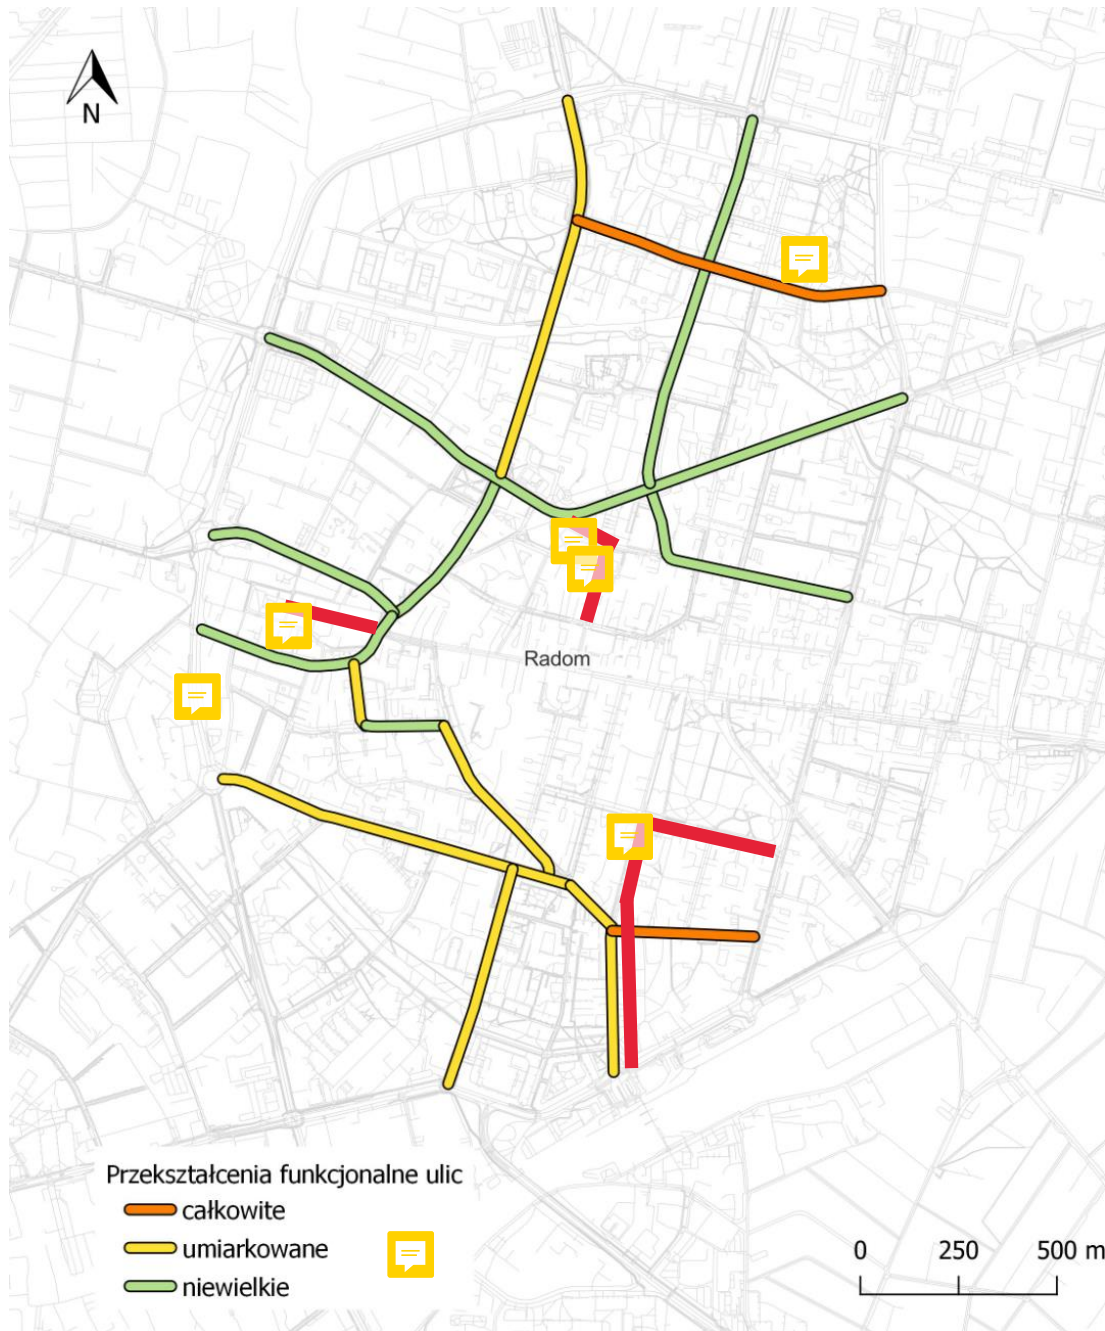 N
Radom
Przekształcenia funkcjonalne ulic
całkowite
umiarkowane
niewielkie
0 250 500 m